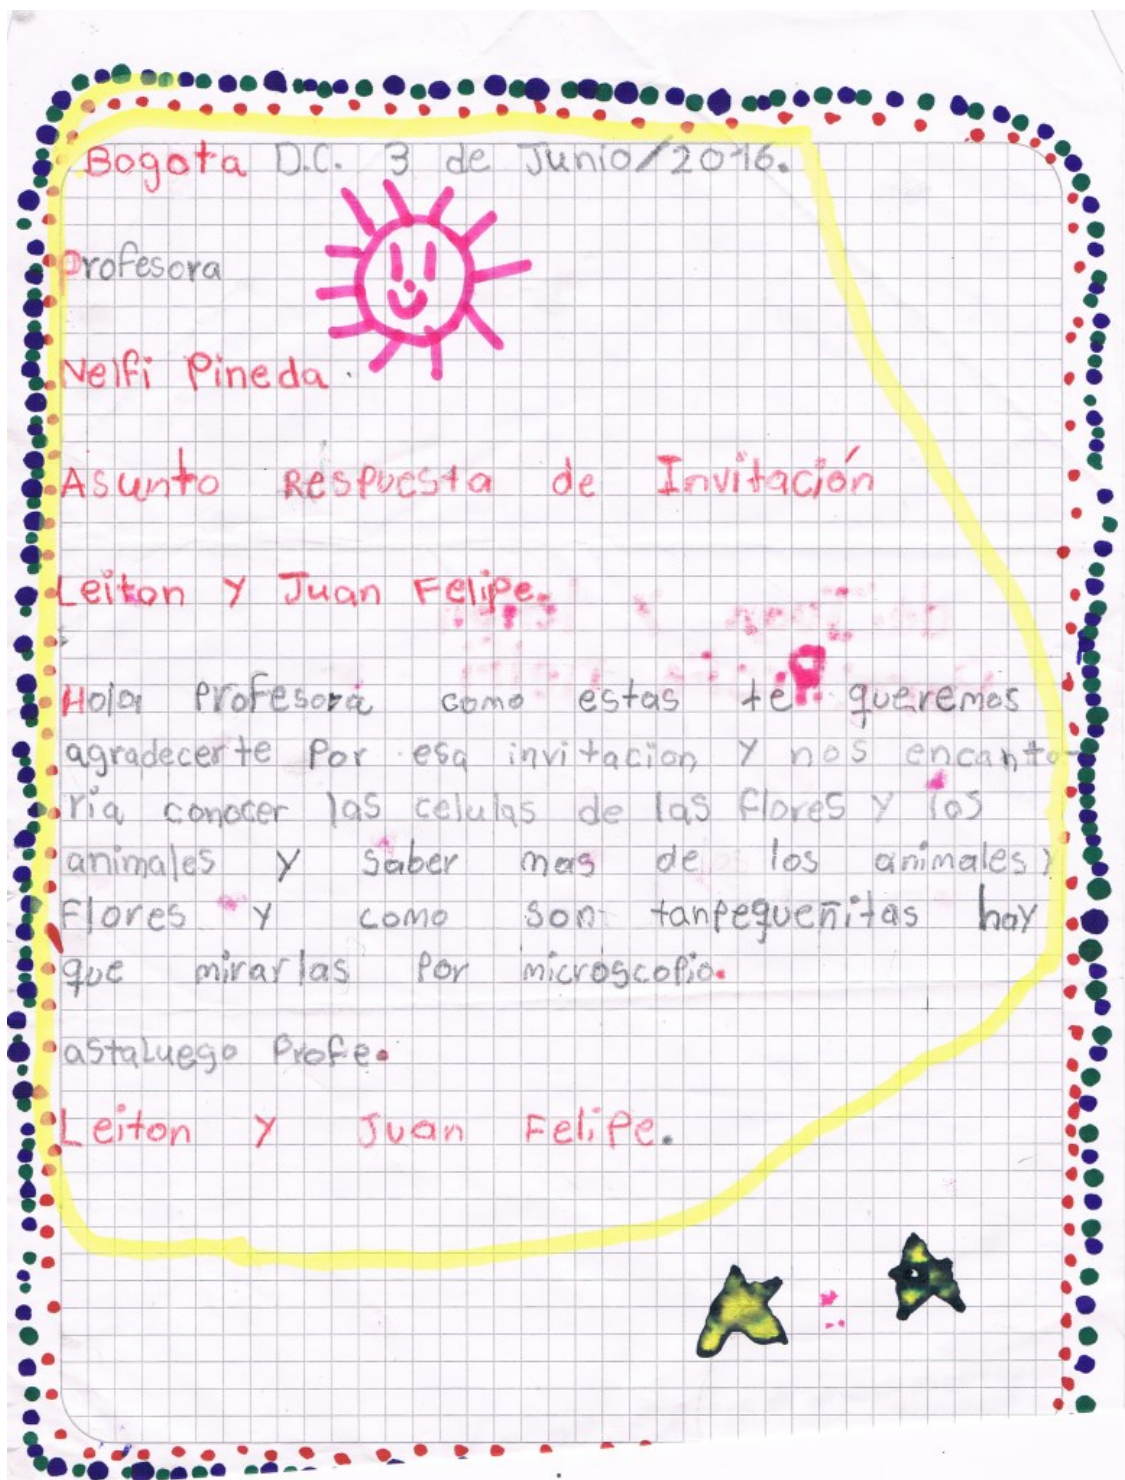 Bogota D.C. 3 de Junio/2016.
Profesora
Nelfi Pineda.
Asunto Respuesta de Invitación
Leiton Y Juan Felipe.
Hola Profesora como estas te queremos
agradecerte Por esa invitacion Y nos encanta-
ria conocer las celulas de las flores y los
animales y saber mas de los animales y
Flores y como son tanpequeñitas hay
que mirarlas Por microscopio.
astaluego Profe.
Leiton Y Juan Felipe.